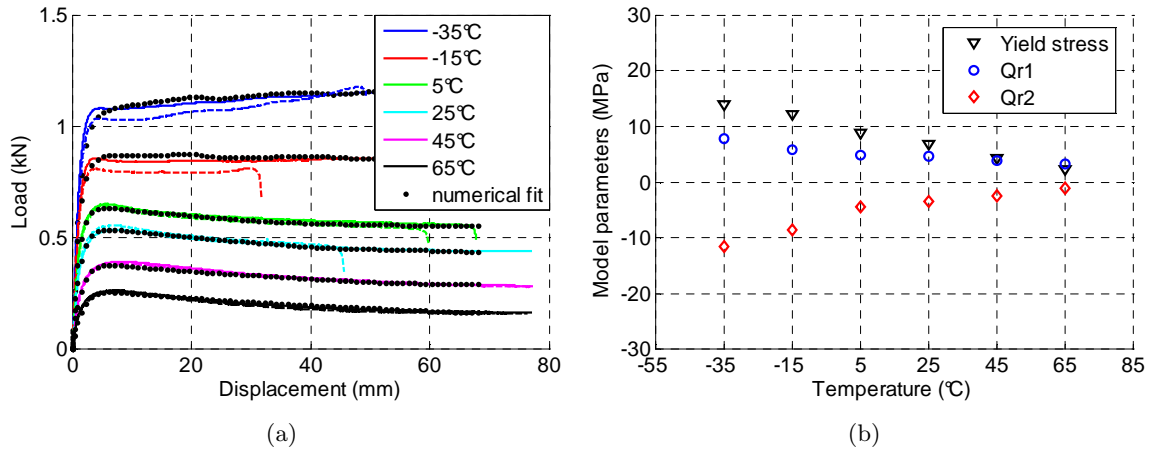 1.5
1
0.5
0
Load (kN)
0
20
40
60
80
Displacement (mm)
-35°C
-15°C
5°C
25°C
45°C
65°C
numerical fit
(a)
30
20
10
0
-10
-20
-30
Model parameters (MPa)
-55
-35
-15
5
25
45
65
85
Temperature (°C)
Yield stress
Qr1
Qr2
(b)